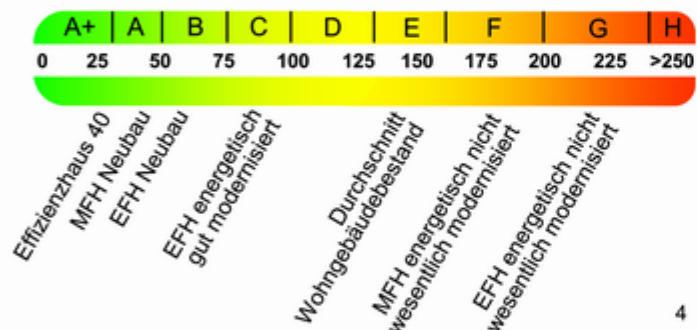 A+ A B C D E F G H
0 25 50 75 100 125 150 175 200 225 >250
Effizienzhaus 40
MFH Neubau
EFH Neubau
EFH energetisch
gut modernisiert
Durchschnitt
Wohngebäudebestand
MFH energetisch nicht
wesentlich modernisiert
EFH energetisch nicht
wesentlich modernisiert
4